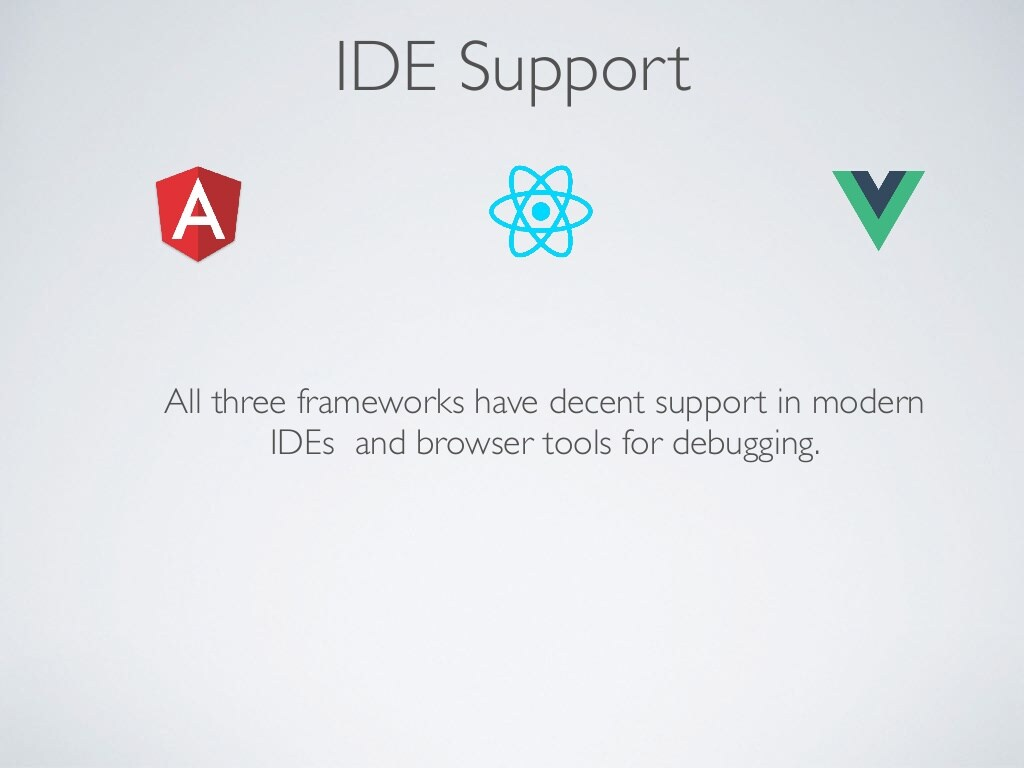 IDE Support
A
All three frameworks have decent support in modern
IDEs  and browser tools for debugging.